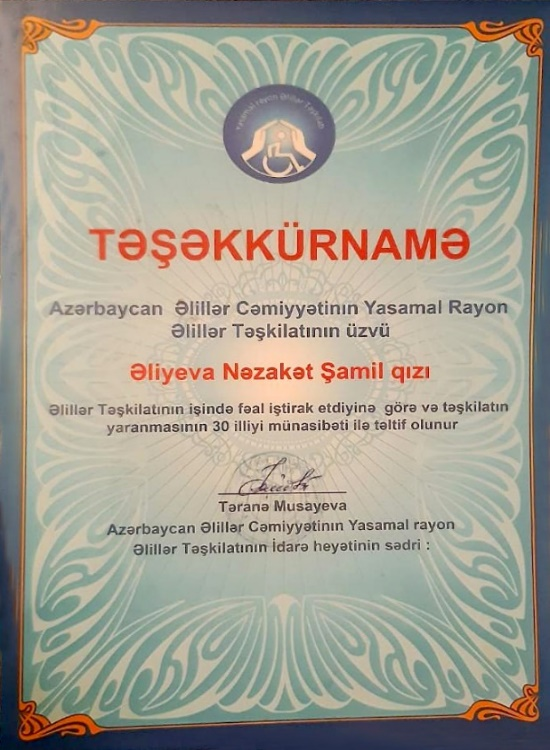 Yasamal rayon Əlillər Təşkilatı
TƏŞƏKKÜRNAMƏ
Azərbaycan Əlillər Cəmiyyətinın Yasamal Rayon
Əlillər Təşkilatının üzvü
Əliyeva Nəzakət Şamil qızı
Əlillər Təşkilatının işində fəal iştirak etdiyinə görə və təşkilatın
yaranmasının 30 illiyi münasibəti ilə təltif olunur
Təranə Musayeva
Azərbaycan Əlillər Cəmiyyətinın Yasamal rayon
Əlillər Təşkilatının İdarə heyətinin sədri :